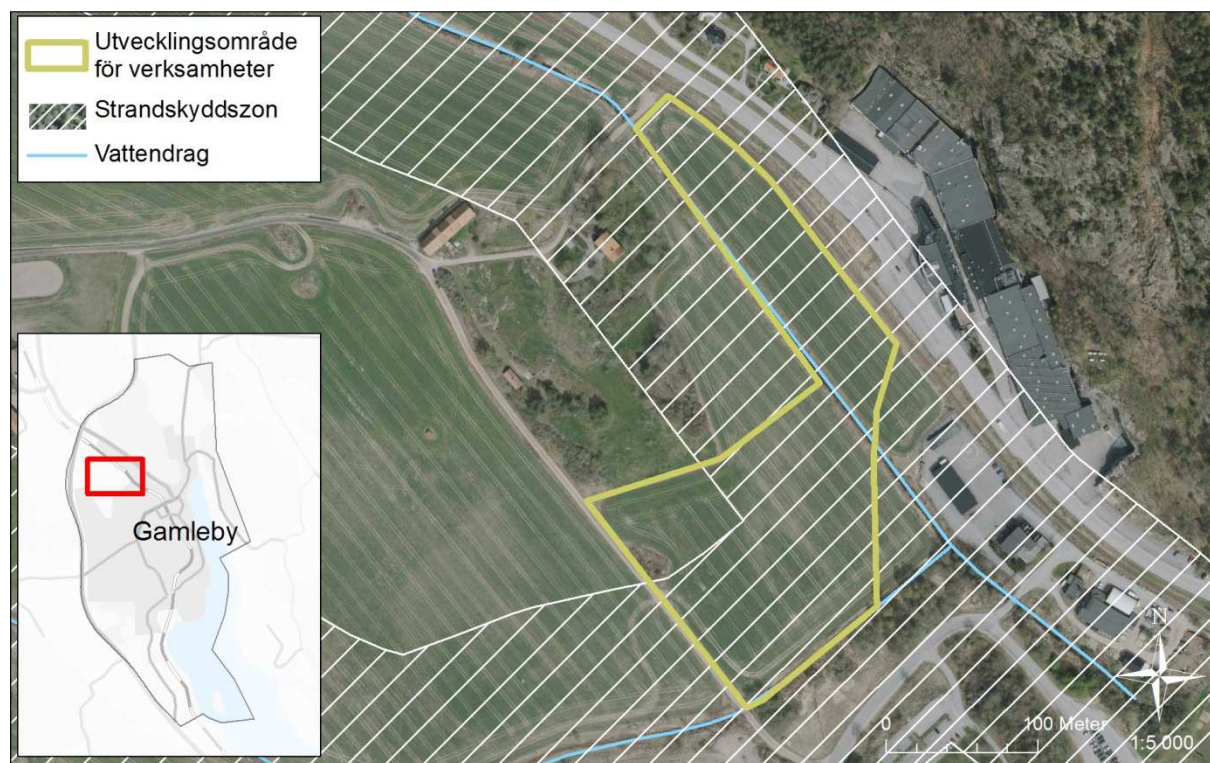 Utvecklingsområde
för verksamheter
Strandskyddszon
Vattendrag
Gamleby
N
0 100 Meter
1:5 000